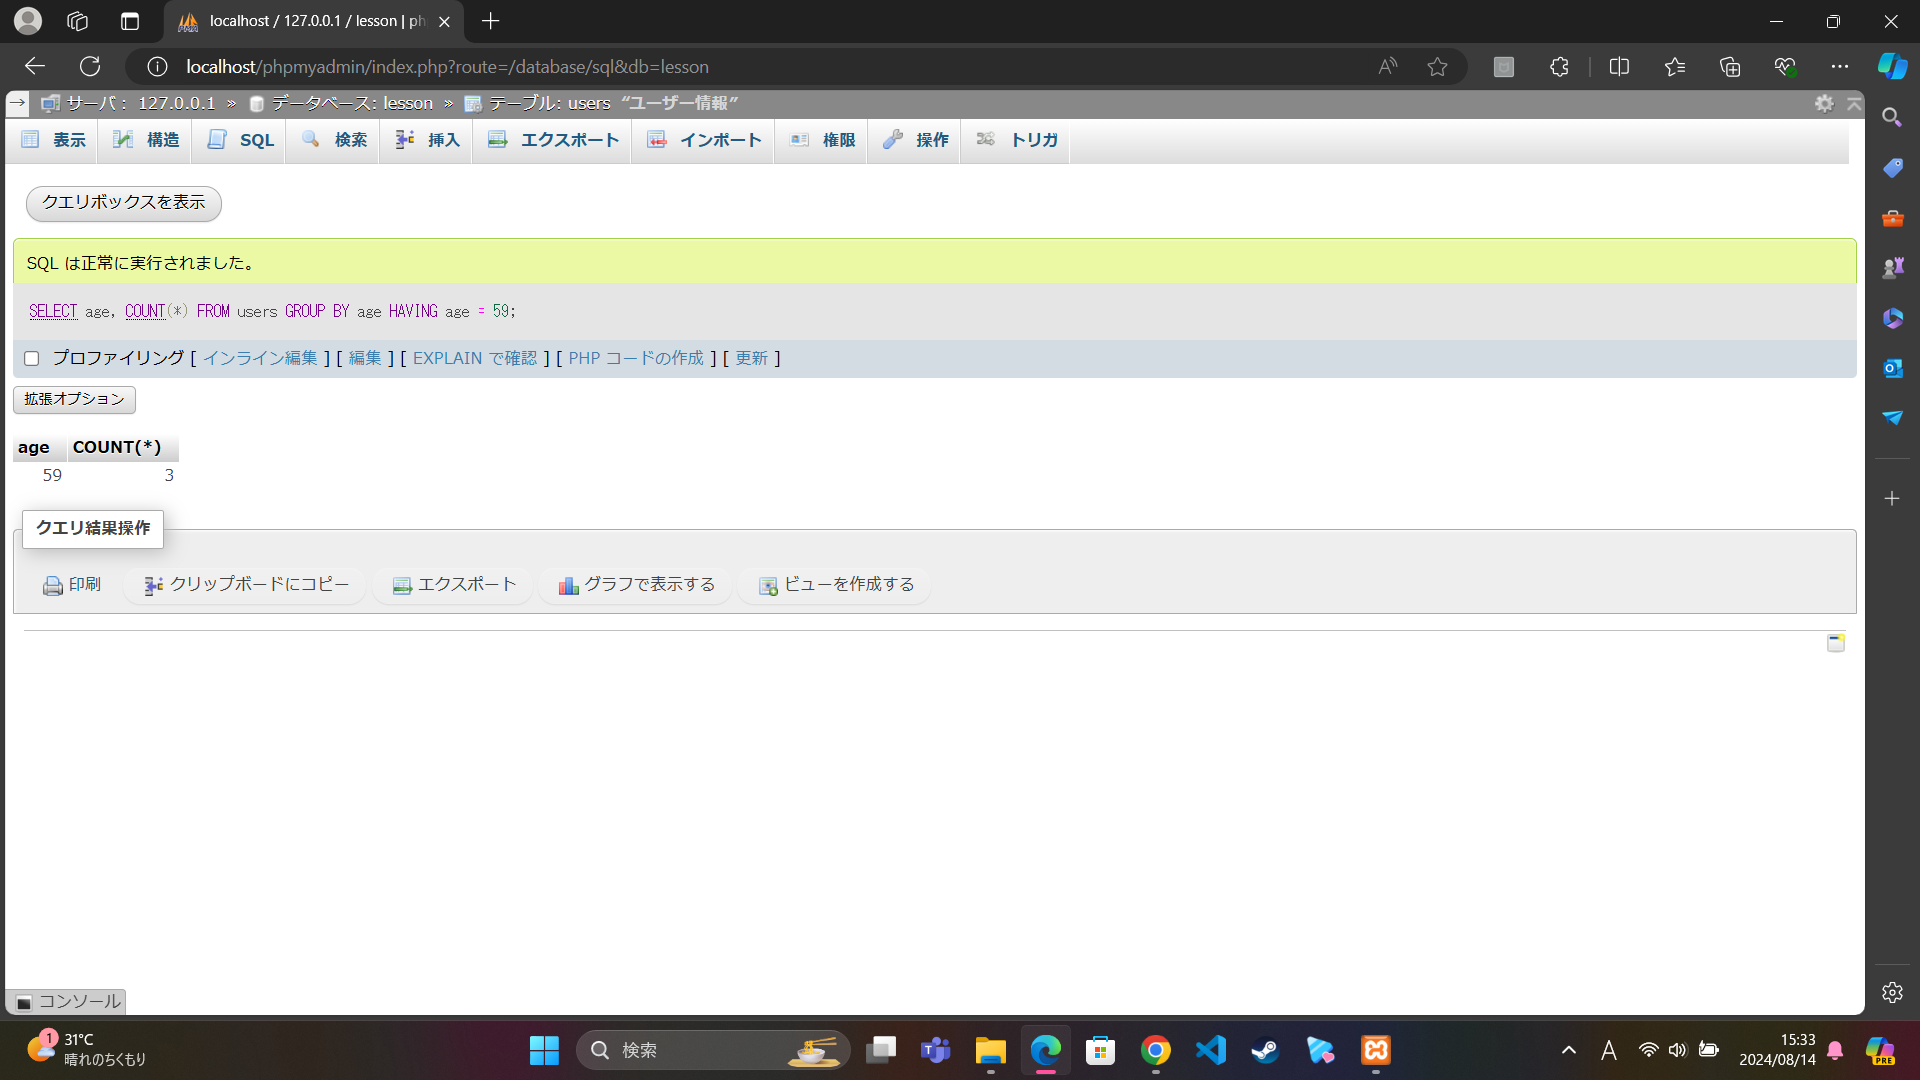 localhost / 127.0.0.1 / lesson | ph
localhost/phpmyadmin/index.php?route=/database/sql&db=lesson
サーバ: 127.0.0.1 » データベース: lesson » テーブル: users “ユーザー情報”
表示 構造 SQL 検索 挿入 エクスポート インポート 権限 操作 トリガ
クエリボックスを表示
SQL は正常に実行されました。
SELECT age, COUNT(*) FROM users GROUP BY age HAVING age = 59;
プロファイリング [ インライン編集 ] [ 編集 ] [ EXPLAIN で確認 ] [ PHP コードの作成 ] [ 更新 ]
拡張オプション
age COUNT(*)
59 3
クエリ結果操作
印刷 クリップボードにコピー エクスポート グラフで表示する ビューを作成する
コンソール
1 31°C
晴れのちくもり
検索
A
15:33
2024/08/14
PRE